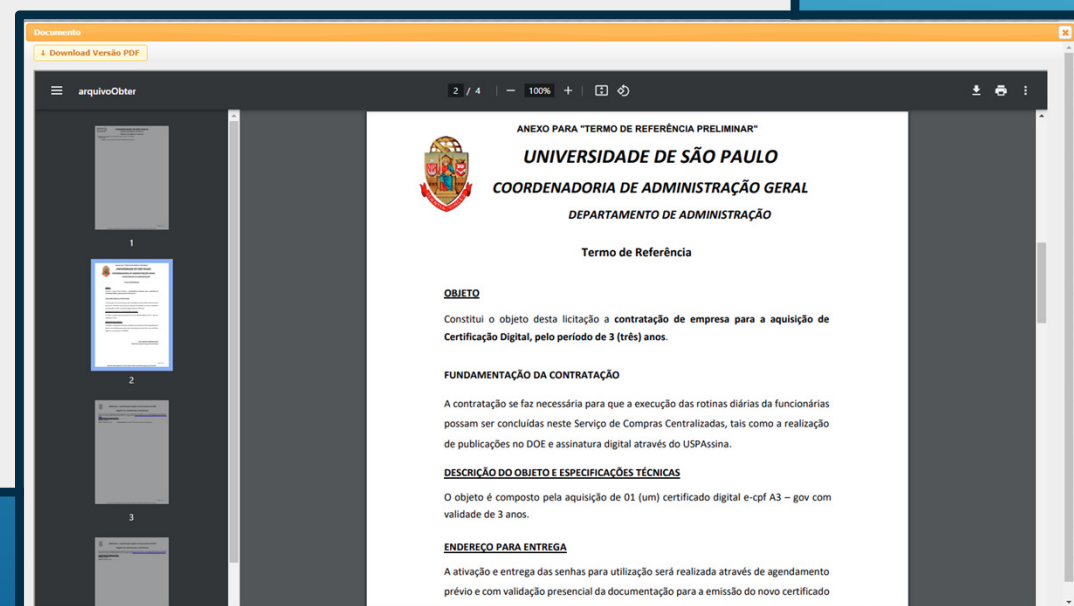 Documento
Download Versão PDF
arquivoObter
2 / 4
100%
1
2
3
ANEXO PARA "TERMO DE REFERÊNCIA PRELIMINAR"
UNIVERSIDADE DE SÃO PAULO
COORDENADORIA DE ADMINISTRAÇÃO GERAL
DEPARTAMENTO DE ADMINISTRAÇÃO
Termo de Referência
OBJETO
Constitui o objeto desta licitação a contratação de empresa para a aquisição de
Certificação Digital, pelo período de 3 (três) anos.
FUNDAMENTAÇÃO DA CONTRATAÇÃO
A contratação se faz necessária para que a execução das rotinas diárias da funcionárias
possam ser concluídas neste Serviço de Compras Centralizadas, tais como a realização
de publicações no DOE e assinatura digital através do USPAssina.
DESCRIÇÃO DO OBJETO E ESPECIFICAÇÕES TÉCNICAS
O objeto é composto pela aquisição de 01 (um) certificado digital e-cpf A3 – gov com
validade de 3 anos.
ENDEREÇO PARA ENTREGA
A ativação e entrega das senhas para utilização será realizada através de agendamento
prévio e com validação presencial da documentação para a emissão do novo certificado